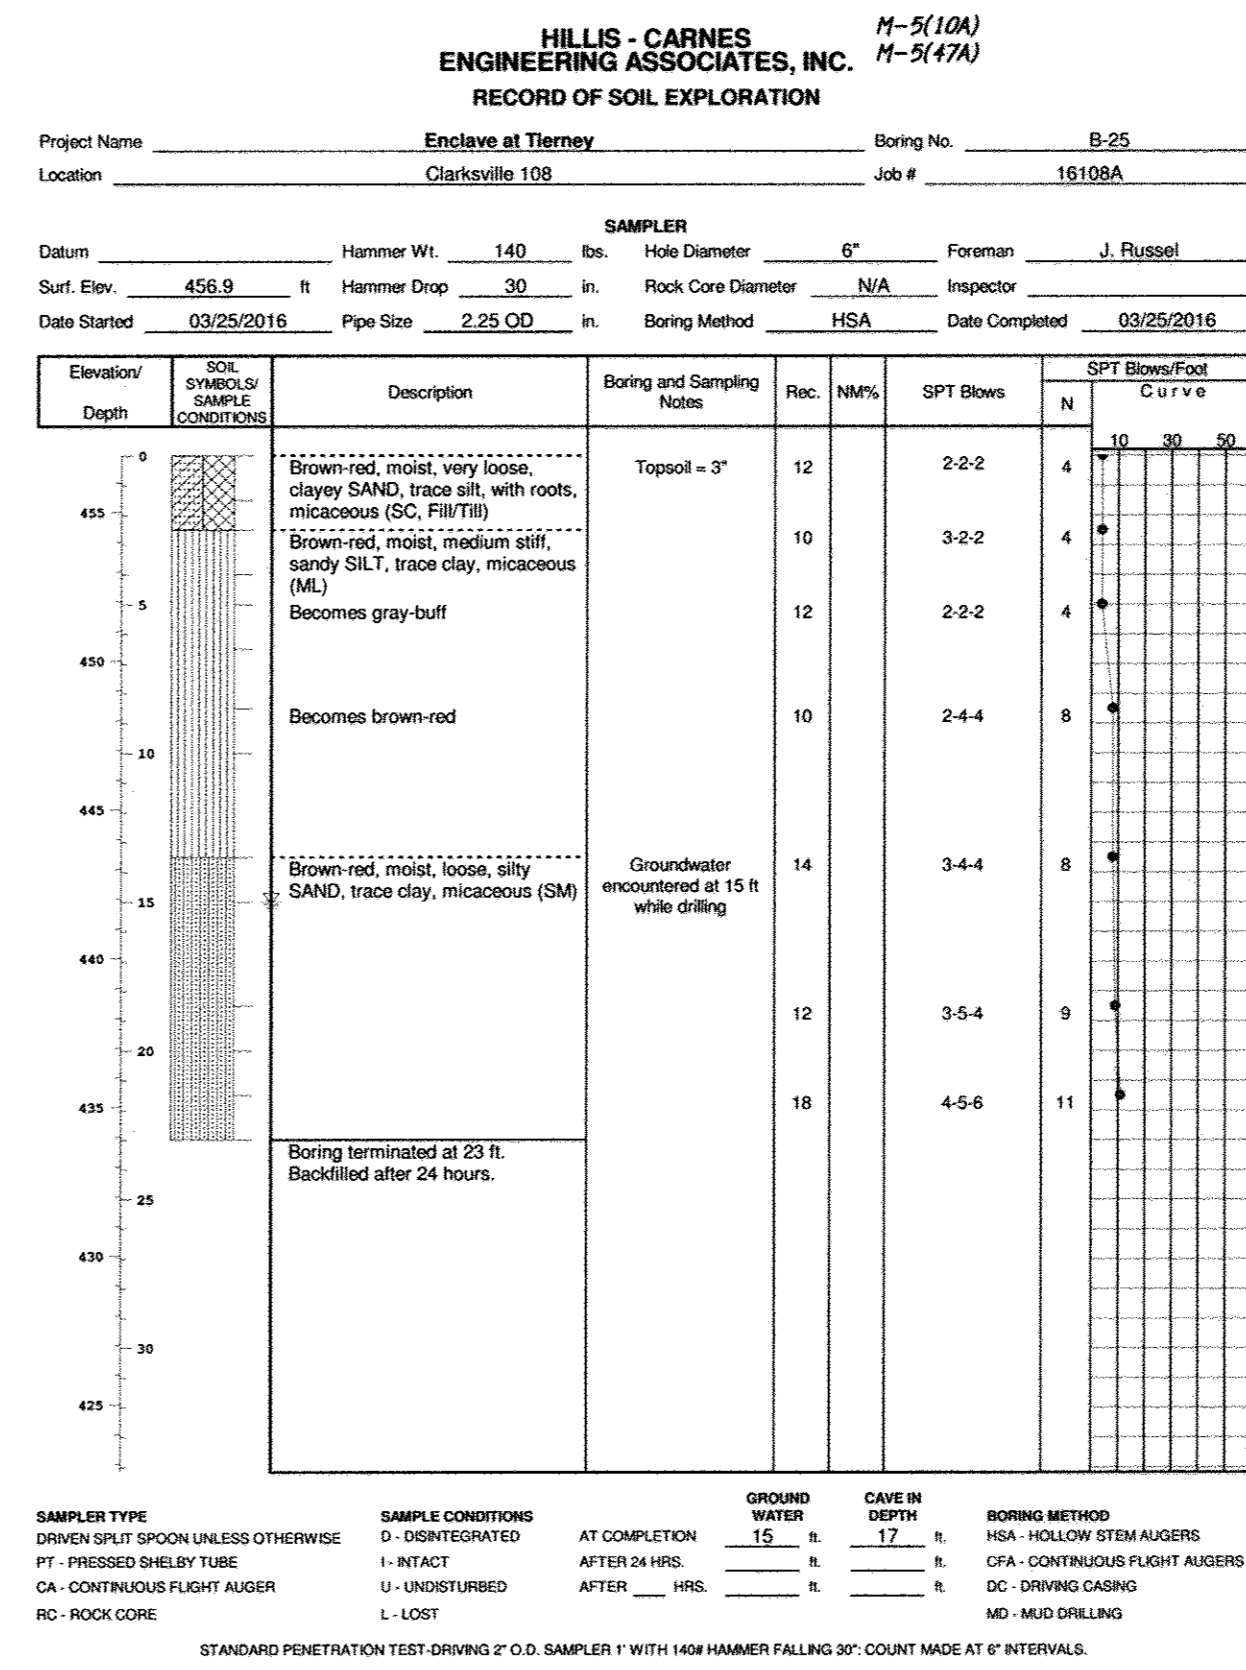 HILLIS - CARNES
ENGINEERING ASSOCIATES, INC.
M-5(10A)
M-5(47A)
RECORD OF SOIL EXPLORATION
Project Name Enclave at Tierney Boring No. B-25
Location Clarksville 108 Job # 16108A
SAMPLER
Datum Hammer Wt. 140 lbs. Hole Diameter 6" Foreman J. Russel
Surf. Elev. 456.9 ft Hammer Drop 30 in. Rock Core Diameter N/A Inspector
Date Started 03/25/2016 Pipe Size 2.25 OD in. Boring Method HSA Date Completed 03/25/2016
Elevation/ Depth
SOIL SYMBOLS/ SAMPLE CONDITIONS
Description
Boring and Sampling Notes
Rec.
NM%
SPT Blows
SPT Blows/Foot
N
Curve
10 30 50
0
Brown-red, moist, very loose, Topsoil = 3" 12 2-2-2 4
clayey SAND, trace silt, with roots,
micaceous (SC, Fill/Till)
455
Brown-red, moist, medium stiff, 10 3-2-2 4
sandy SILT, trace clay, micaceous
(ML)
5 Becomes gray-buff 12 2-2-2 4
450
Becomes brown-red 10 2-4-4 8
10
445
Brown-red, moist, loose, silty Groundwater 14 3-4-4 8
SAND, trace clay, micaceous (SM) encountered at 15 ft
15 while drilling
440
12 3-5-4 9
20
435 18 4-5-6 11
Boring terminated at 23 ft.
Backfilled after 24 hours.
25
430
30
425
GROUND WATER CAVE IN DEPTH
SAMPLER TYPE SAMPLE CONDITIONS BORING METHOD
DRIVEN SPLIT SPOON UNLESS OTHERWISE D - DISINTEGRATED AT COMPLETION 15 ft. 17 ft. HSA - HOLLOW STEM AUGERS
PT - PRESSED SHELBY TUBE I - INTACT AFTER 24 HRS. ft. ft. CFA - CONTINUOUS FLIGHT AUGERS
CA - CONTINUOUS FLIGHT AUGER U - UNDISTURBED AFTER ___ HRS. ft. ft. DC - DRIVING CASING
RC - ROCK CORE L - LOST MD - MUD DRILLING
STANDARD PENETRATION TEST-DRIVING 2" O.D. SAMPLER 1' WITH 140# HAMMER FALLING 30": COUNT MADE AT 6" INTERVALS.